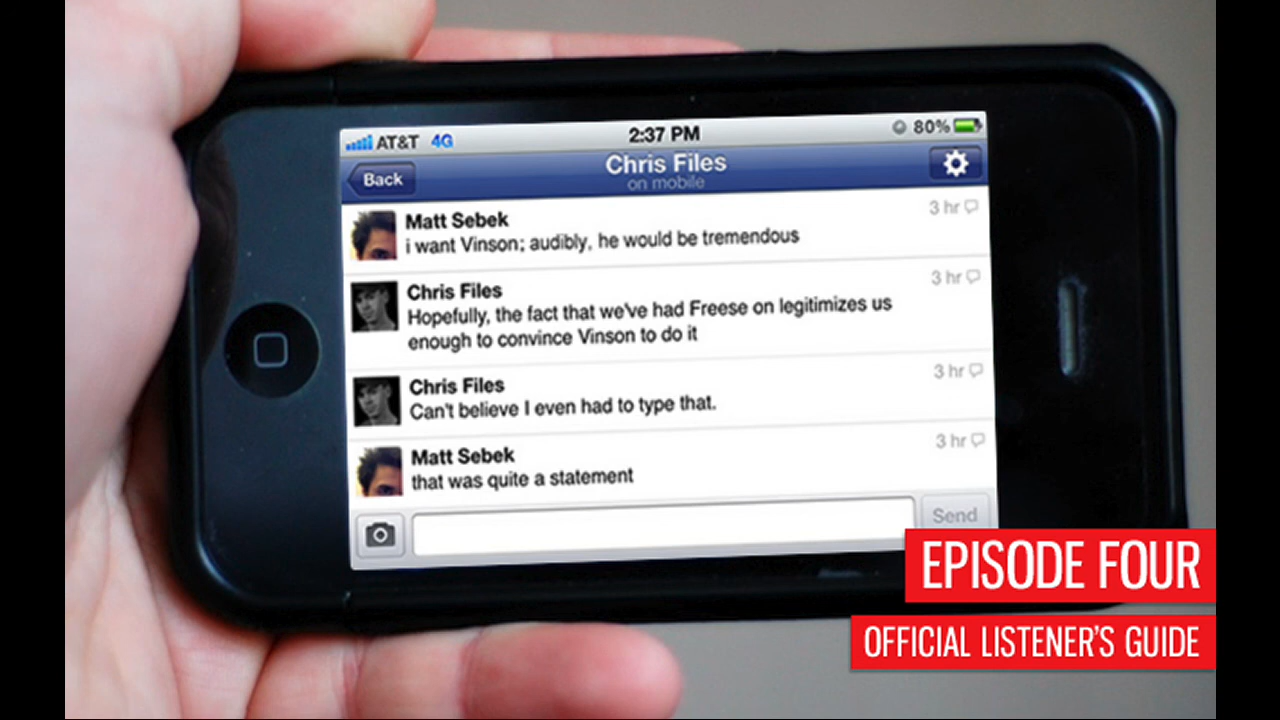 AT&T 4G 2:37 PM 80%
Back Chris Files
on mobile
Matt Sebek 3 hr
i want Vinson; audibly, he would be tremendous
Chris Files 3 hr
Hopefully, the fact that we've had Freese on legitimizes us
enough to convince Vinson to do it
Chris Files 3 hr
Can't believe I even had to type that.
Matt Sebek 3 hr
that was quite a statement
Send
EPISODE FOUR
OFFICIAL LISTENER'S GUIDE